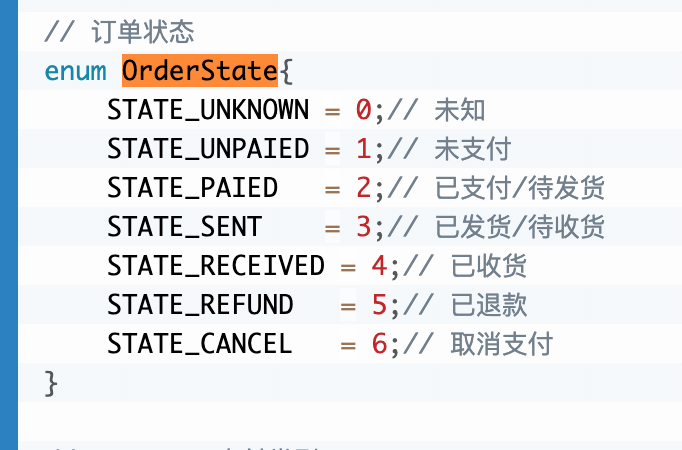 // 订单状态
enum OrderState{
    STATE_UNKNOWN = 0;// 未知
    STATE_UNPAIED = 1;// 未支付
    STATE_PAIED   = 2;// 已支付/待发货
    STATE_SENT    = 3;// 已发货/待收货
    STATE_RECEIVED = 4;// 已收货
    STATE_REFUND   = 5;// 已退款
    STATE_CANCEL   = 6;// 取消支付
}